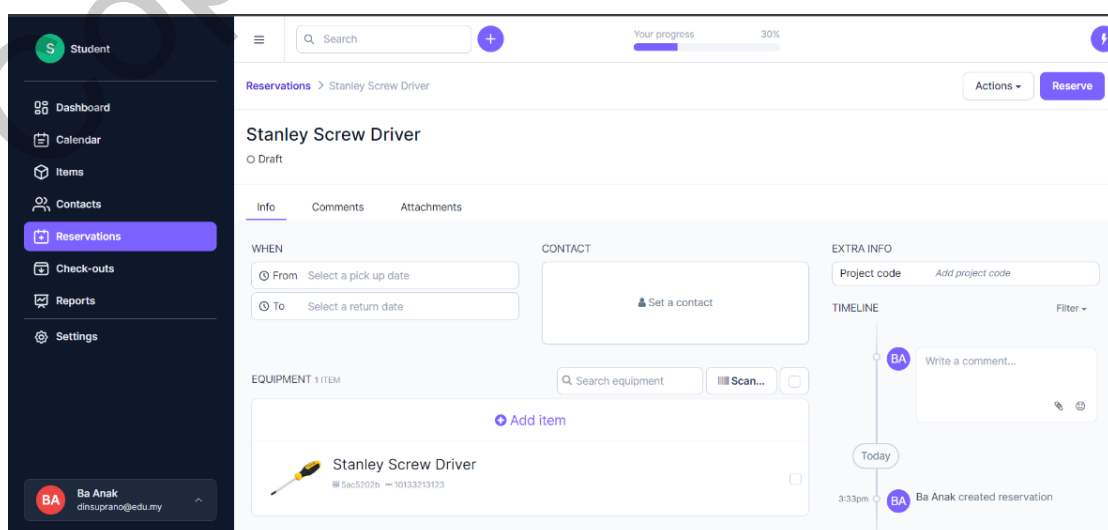 S Student
Search
Your progress 30%
Reservations > Stanley Screw Driver
Actions
Reserve
Dashboard
Calendar
Items
Contacts
Reservations
Check-outs
Reports
Settings
BA Ba Anak
dinsuprano@edu.my
Stanley Screw Driver
Draft
Info Comments Attachments
WHEN
From Select a pick up date
To Select a return date
CONTACT
Set a contact
EXTRA INFO
Project code Add project code
TIMELINE Filter
BA Write a comment...
Today
3:33pm BA Ba Anak created reservation
EQUIPMENT 1 ITEM
Search equipment
Scan...
Add item
Stanley Screw Driver
5ac5202b 10133213123